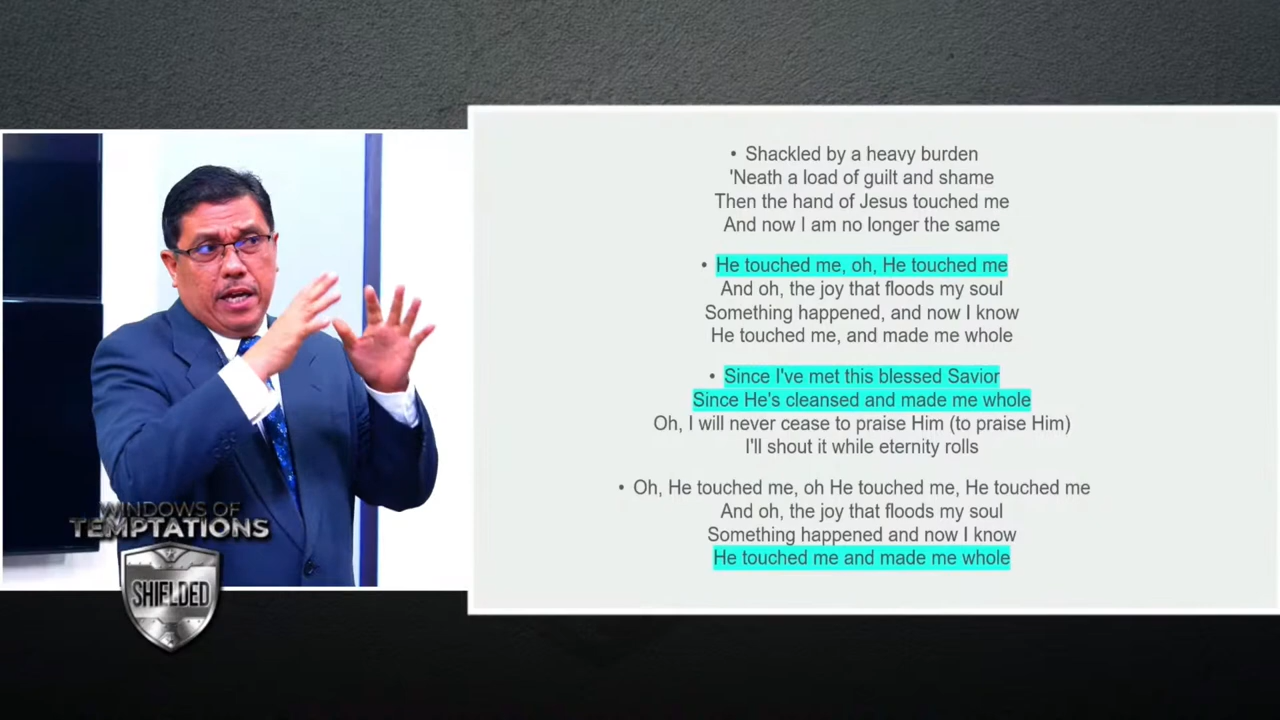 • Shackled by a heavy burden
'Neath a load of guilt and shame
Then the hand of Jesus touched me
And now I am no longer the same
• He touched me, oh, He touched me
And oh, the joy that floods my soul
Something happened, and now I know
He touched me, and made me whole
• Since I've met this blessed Savior
Since He's cleansed and made me whole
Oh, I will never cease to praise Him (to praise Him)
I'll shout it while eternity rolls
• Oh, He touched me, oh He touched me, He touched me
And oh, the joy that floods my soul
Something happened and now I know
He touched me and made me whole
WINDOWS OF
TEMPTATIONS
SHIELDED